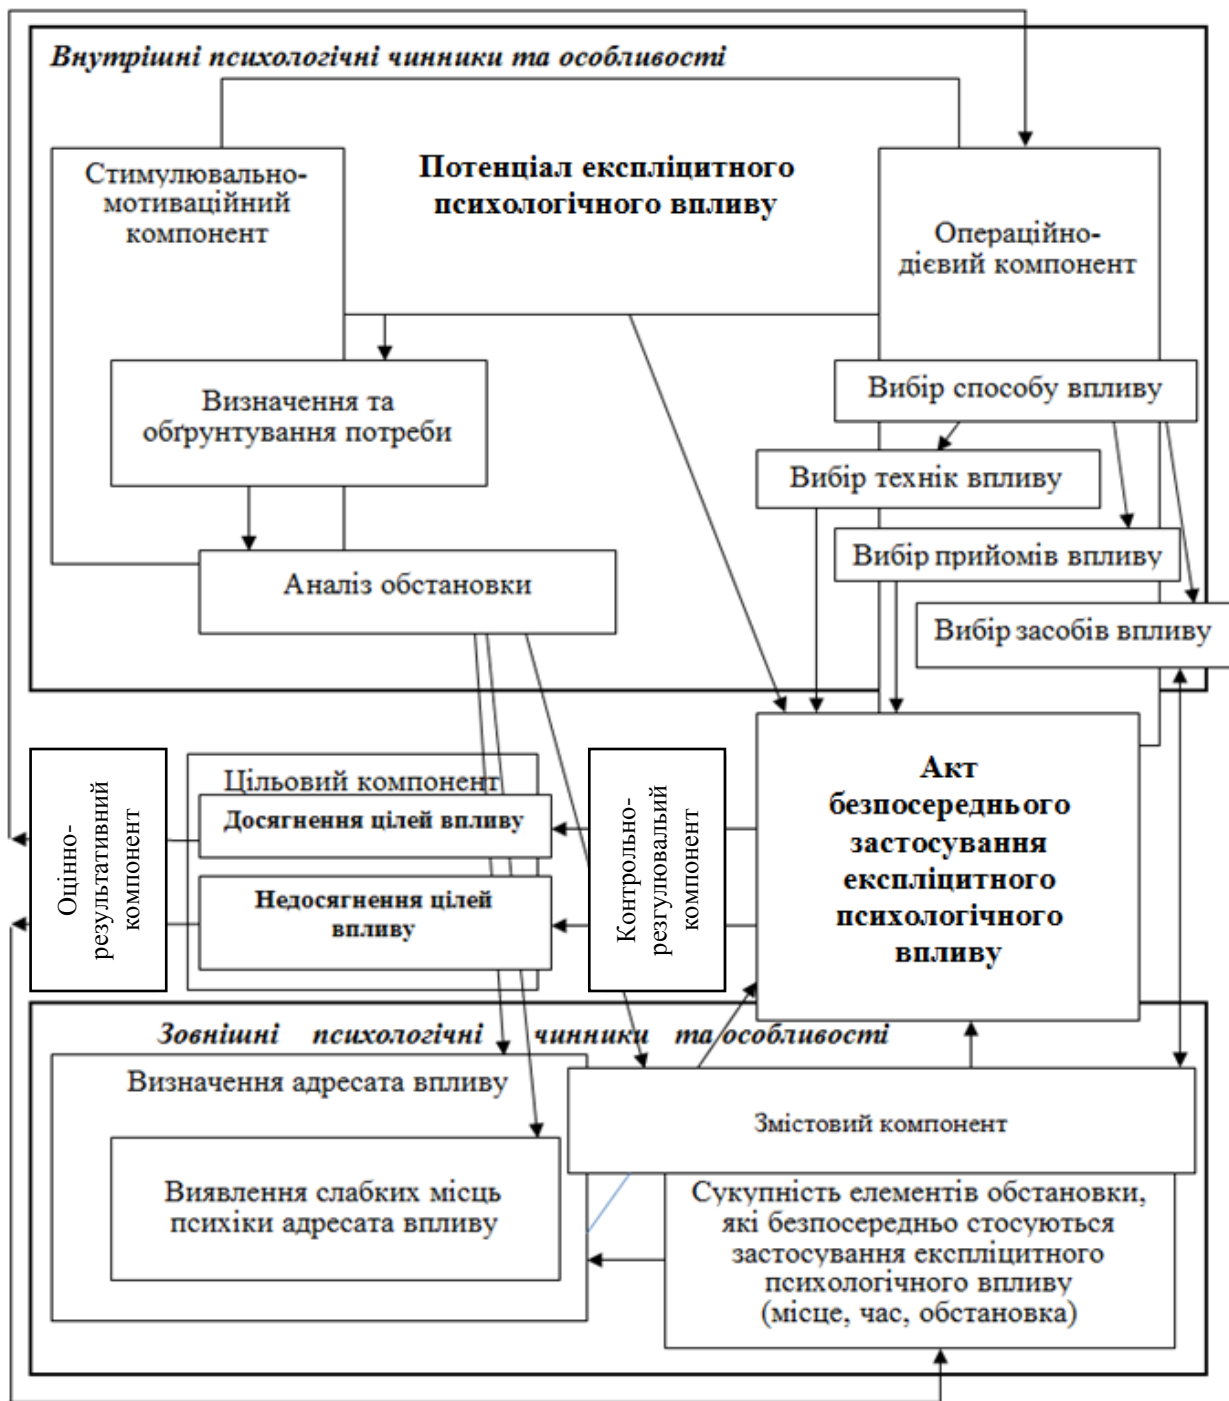 Внутрішні психологічні чинники та особливості
Стимулювально-
мотиваційний
компонент
Потенціал експліцитного
психологічного впливу
Операційно-
дієвий компонент
Визначення та
обґрунтування потреби
Вибір способу впливу
Вибір технік впливу
Вибір прийомів впливу
Аналіз обстановки
Вибір засобів впливу
Оцінно-
результативний
компонент
Цільовий компонент
Досягнення цілей впливу
Недосягнення цілей
впливу
Контрольно-
резгулювальий
компонент
Акт
безпосереднього
застосування
експліцитного
психологічного
впливу
Зовнішні психологічні чинники та особливості
Визначення адресата впливу
Виявлення слабких місць
психіки адресата впливу
Змістовий компонент
Сукупність елементів обстановки,
які безпосередньо стосуються
застосування експліцитного
психологічного впливу
(місце, час, обстановка)